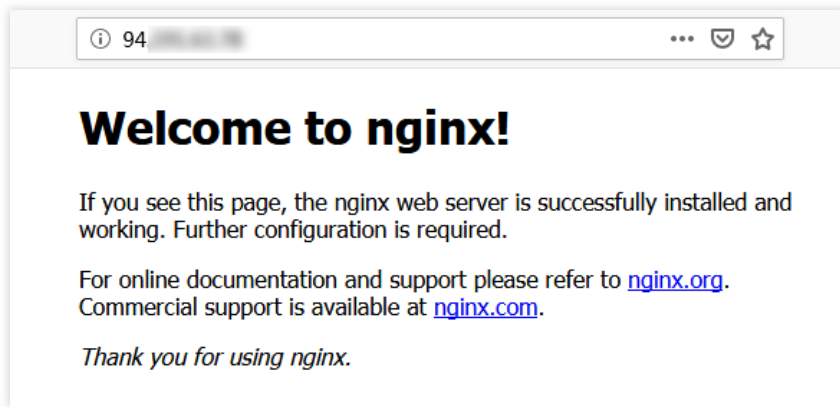 94.
Welcome to nginx!
If you see this page, the nginx web server is successfully installed and
working. Further configuration is required.
For online documentation and support please refer to nginx.org.
Commercial support is available at nginx.com.
Thank you for using nginx.